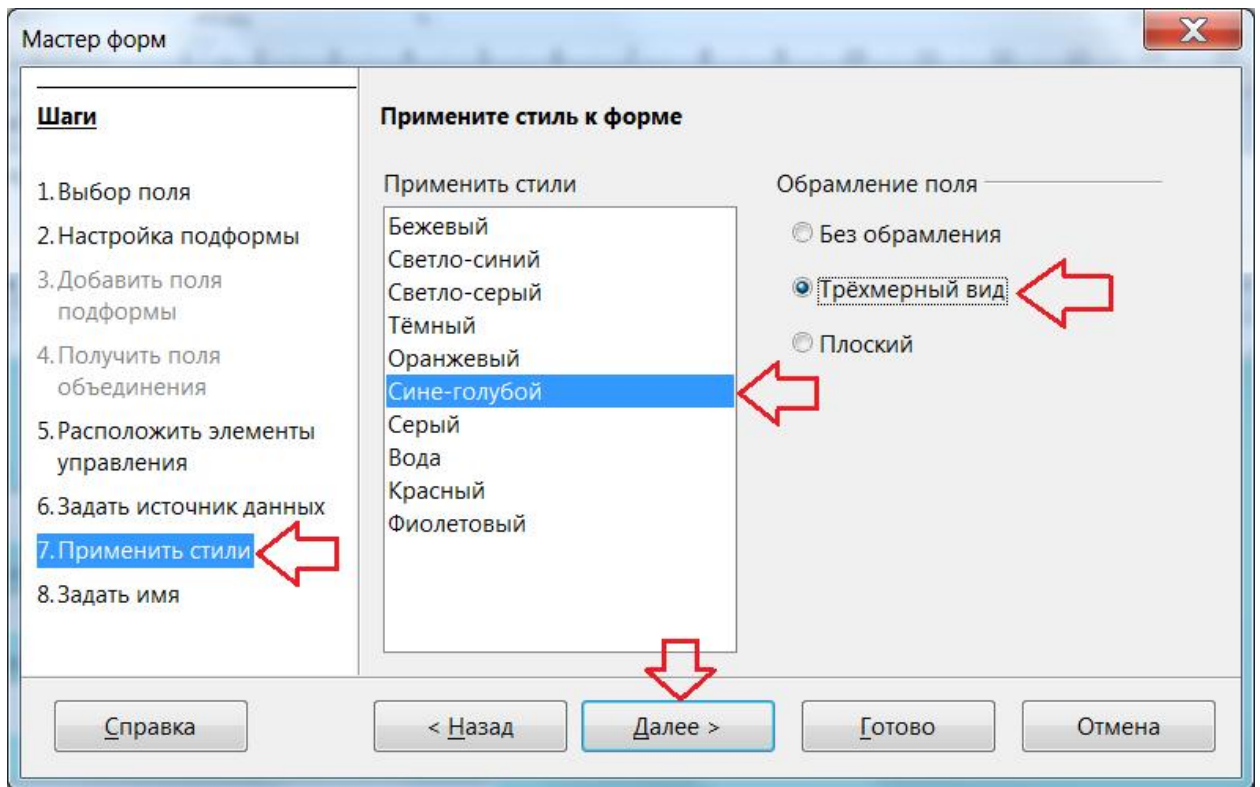 Мастер форм
Шаги
1. Выбор поля
2. Настройка подформы
3. Добавить поля
подформы
4. Получить поля
объединения
5. Расположить элементы
управления
6. Задать источник данных
7. Применить стили
8. Задать имя
Примените стиль к форме
Применить стили
Бежевый
Светло-синий
Светло-серый
Тёмный
Оранжевый
Сине-голубой
Серый
Вода
Красный
Фиолетовый
Обрамление поля
Без обрамления
Трёхмерный вид
Плоский
Справка
< Назад
Далее >
Готово
Отмена